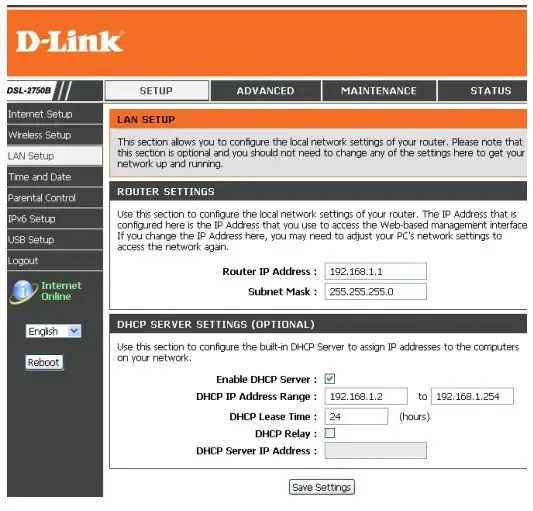 D-Link
DSL-2750B
SETUP
ADVANCED
MAINTENANCE
STATUS
Internet Setup
Wireless Setup
LAN Setup
Time and Date
Parental Control
IPv6 Setup
USB Setup
Logout
Internet
Online
English
Reboot
LAN SETUP
This section allows you to configure the local network settings of your router. Please note that
this section is optional and you should not need to change any of the settings here to get your
network up and running.
ROUTER SETTINGS
Use this section to configure the local network settings of your router. The IP Address that is
configured here is the IP Address that you use to access the Web-based management interface
If you change the IP Address here, you may need to adjust your PC's network settings to
access the network again.
Router IP Address : 192.168.1.1
Subnet Mask : 255.255.255.0
DHCP SERVER SETTINGS (OPTIONAL)
Use this section to configure the built-in DHCP Server to assign IP addresses to the computers
on your network.
Enable DHCP Server :
DHCP IP Address Range : 192.168.1.2 to 192.168.1.254
DHCP Lease Time : 24 (hours)
DHCP Relay :
DHCP Server IP Address :
Save Settings